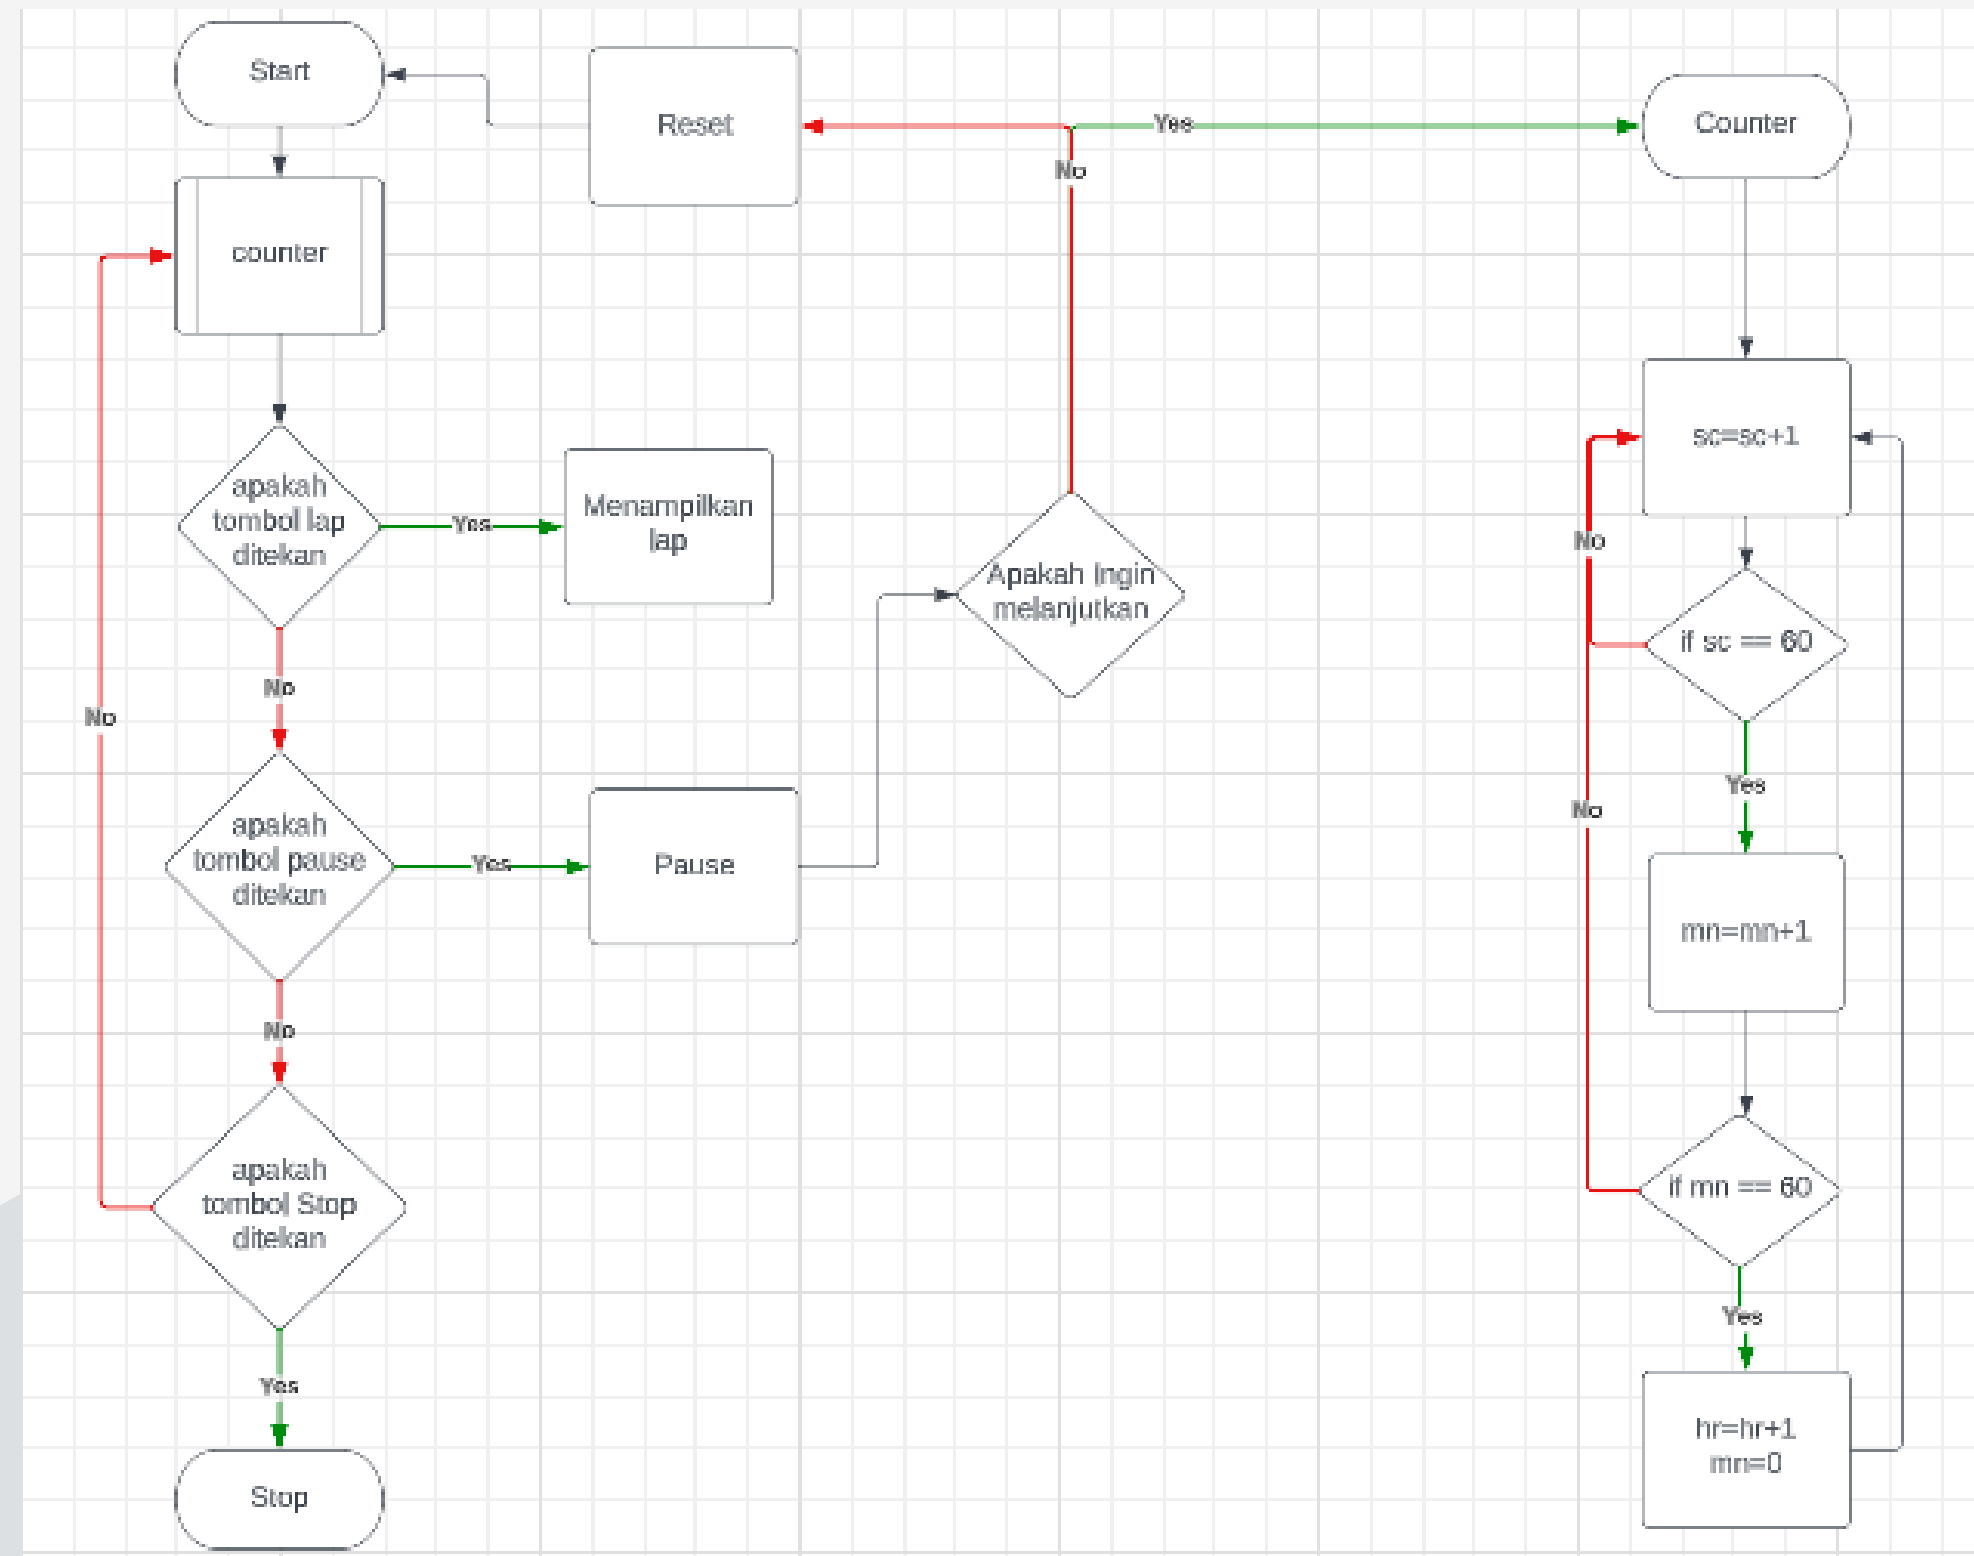 Start
Reset
Yes
Counter
No
counter
sc=sc+1
apakah
tombol lap
ditekan
Yes
Menampilkan
lap
No
Apakah Ingin
melanjutkan
if sc == 60
No
No
Yes
No
apakah
tombol pause
ditekan
Yes
Pause
mn=mn+1
No
apakah
tombol Stop
ditekan
if mn == 60
Yes
Yes
hr=hr+1
mn=0
Stop